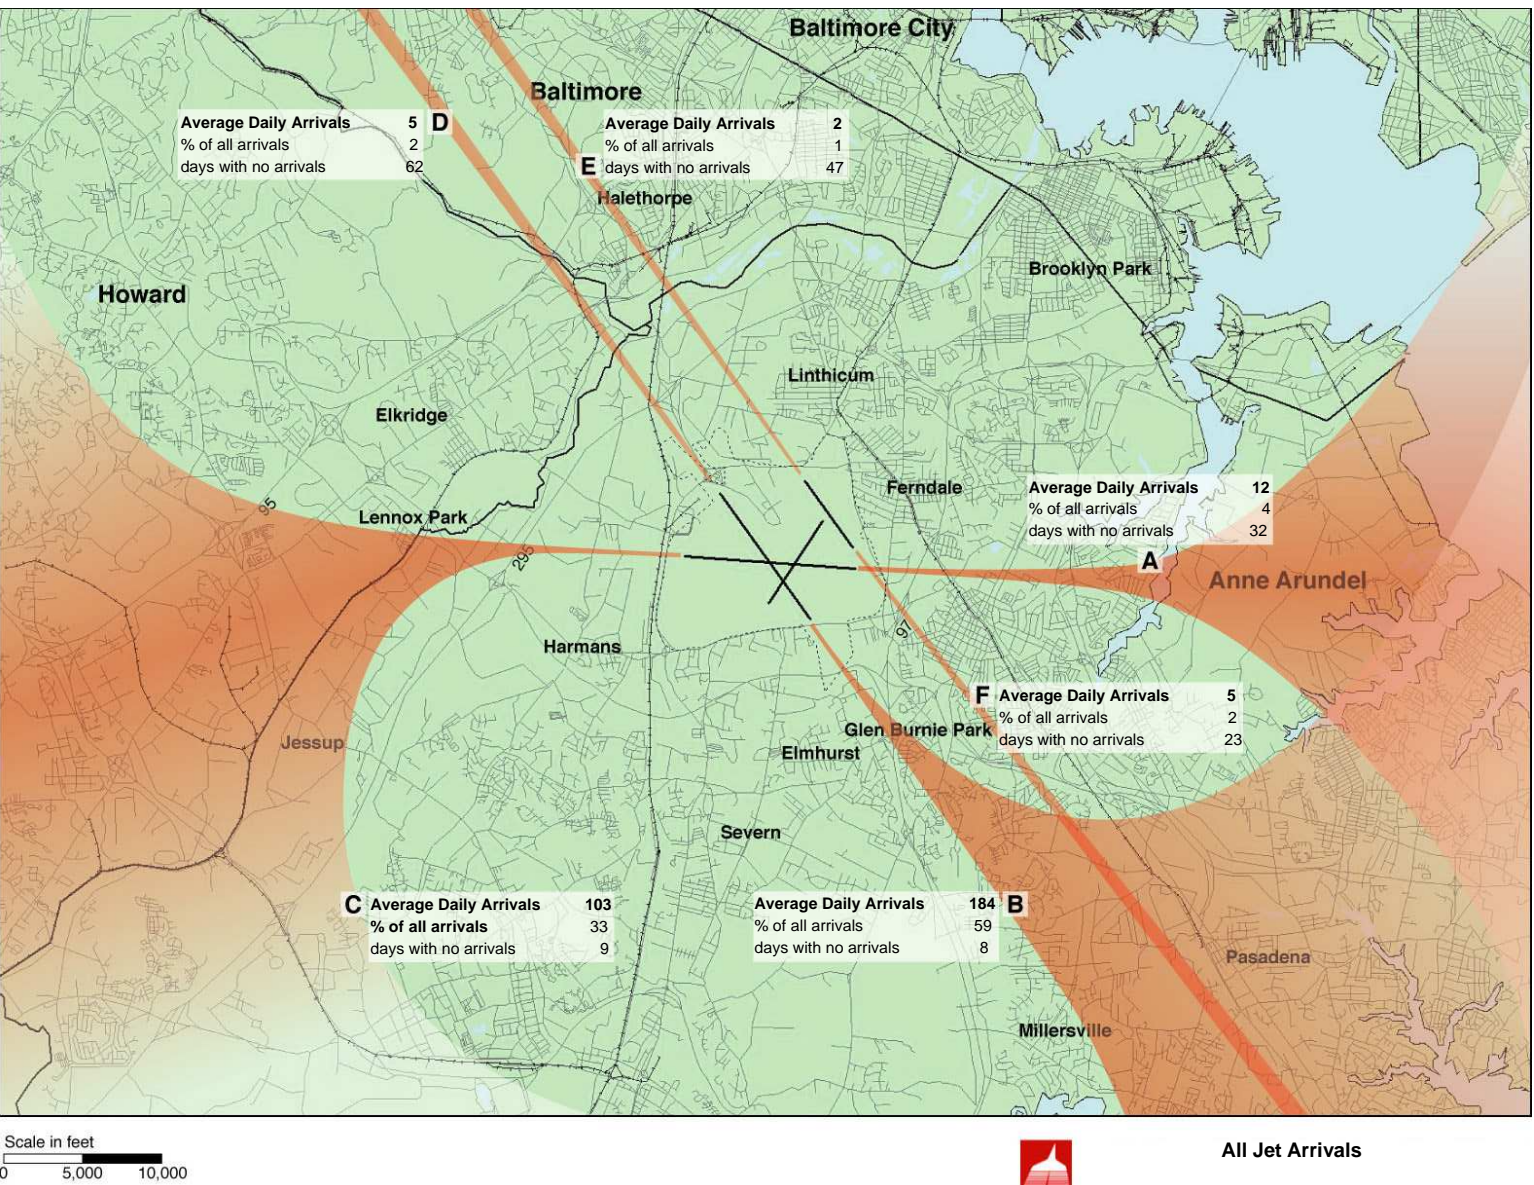 Baltimore City
Baltimore
Average Daily Arrivals 5
% of all arrivals 2
days with no arrivals 62
D
Average Daily Arrivals 2
% of all arrivals 1
days with no arrivals 47
E
Halethorpe
Howard
Brooklyn Park
Linthicum
Elkridge
Ferndale
Average Daily Arrivals 12
% of all arrivals 4
days with no arrivals 32
A
95
Lennox Park
295
Anne Arundel
Harmans
97
F
Average Daily Arrivals 5
% of all arrivals 2
days with no arrivals 23
Glen Burnie Park
Jessup
Elmhurst
Severn
C
Average Daily Arrivals 103
% of all arrivals 33
days with no arrivals 9
Average Daily Arrivals 184
% of all arrivals 59
days with no arrivals 8
B
Pasadena
Millersville
Scale in feet
0 5,000 10,000
All Jet Arrivals